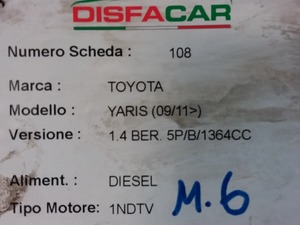 DISFACAR
Numero Scheda : 108
Marca : TOYOTA
Modello : YARIS (09/11>)
Versione : 1.4 BER. 5P/B/1364CC
Aliment. : DIESEL
Tipo Motore: 1NDTV M.6